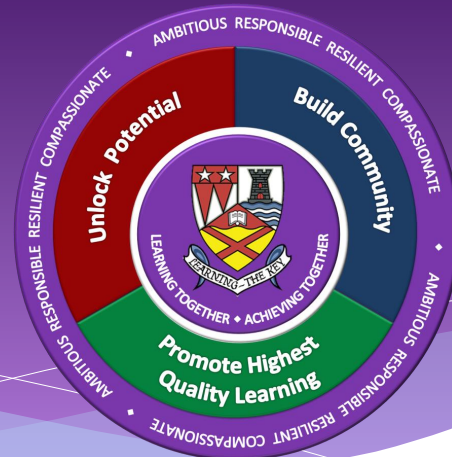 AMBITIOUS RESPONSIBLE RESILIENT COMPASSIONATE
♦ AMBITIOUS RESPONSIBLE RESILIENT COMPASSIONATE
♦ AMBITIOUS RESPONSIBLE RESILIENT COMPASSIONATE ♦
Unlock Potential
Build Community
Promote Highest
Quality Learning
LEARNING TOGETHER ♦ ACHIEVING TOGETHER
LEARNING-THE KEY